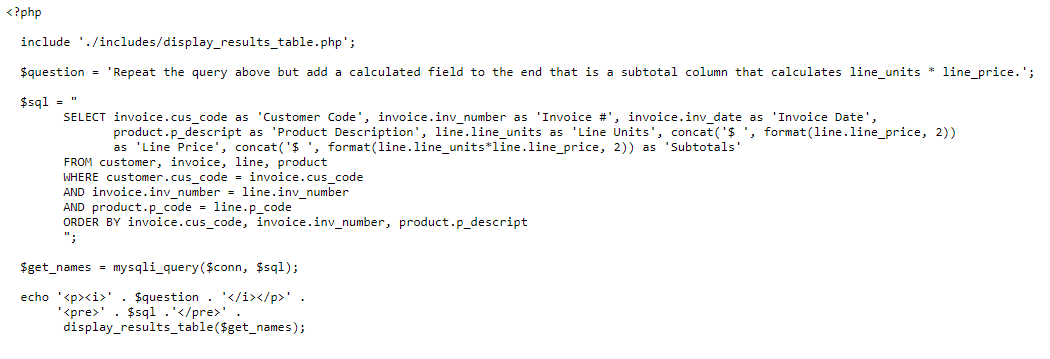 <?php
include './includes/display_results_table.php';
$question = 'Repeat the query above but add a calculated field to the end that is a subtotal column that calculates line_units * line_price.';
$sql = "
SELECT invoice.cus_code as 'Customer Code', invoice.inv_number as 'Invoice #', invoice.inv_date as 'Invoice Date',
product.p_descript as 'Product Description', line.line_units as 'Line Units', concat('$ ', format(line.line_price, 2))
as 'Line Price', concat('$ ', format(line.line_units*line.line_price, 2)) as 'Subtotals'
FROM customer, invoice, line, product
WHERE customer.cus_code = invoice.cus_code
AND invoice.inv_number = line.inv_number
AND product.p_code = line.p_code
ORDER BY invoice.cus_code, invoice.inv_number, product.p_descript
";
$get_names = mysqli_query($conn, $sql);
echo '<p><i>' . $question . '</i></p>' .
'<pre>' . $sql .'</pre>' .
display_results_table($get_names);